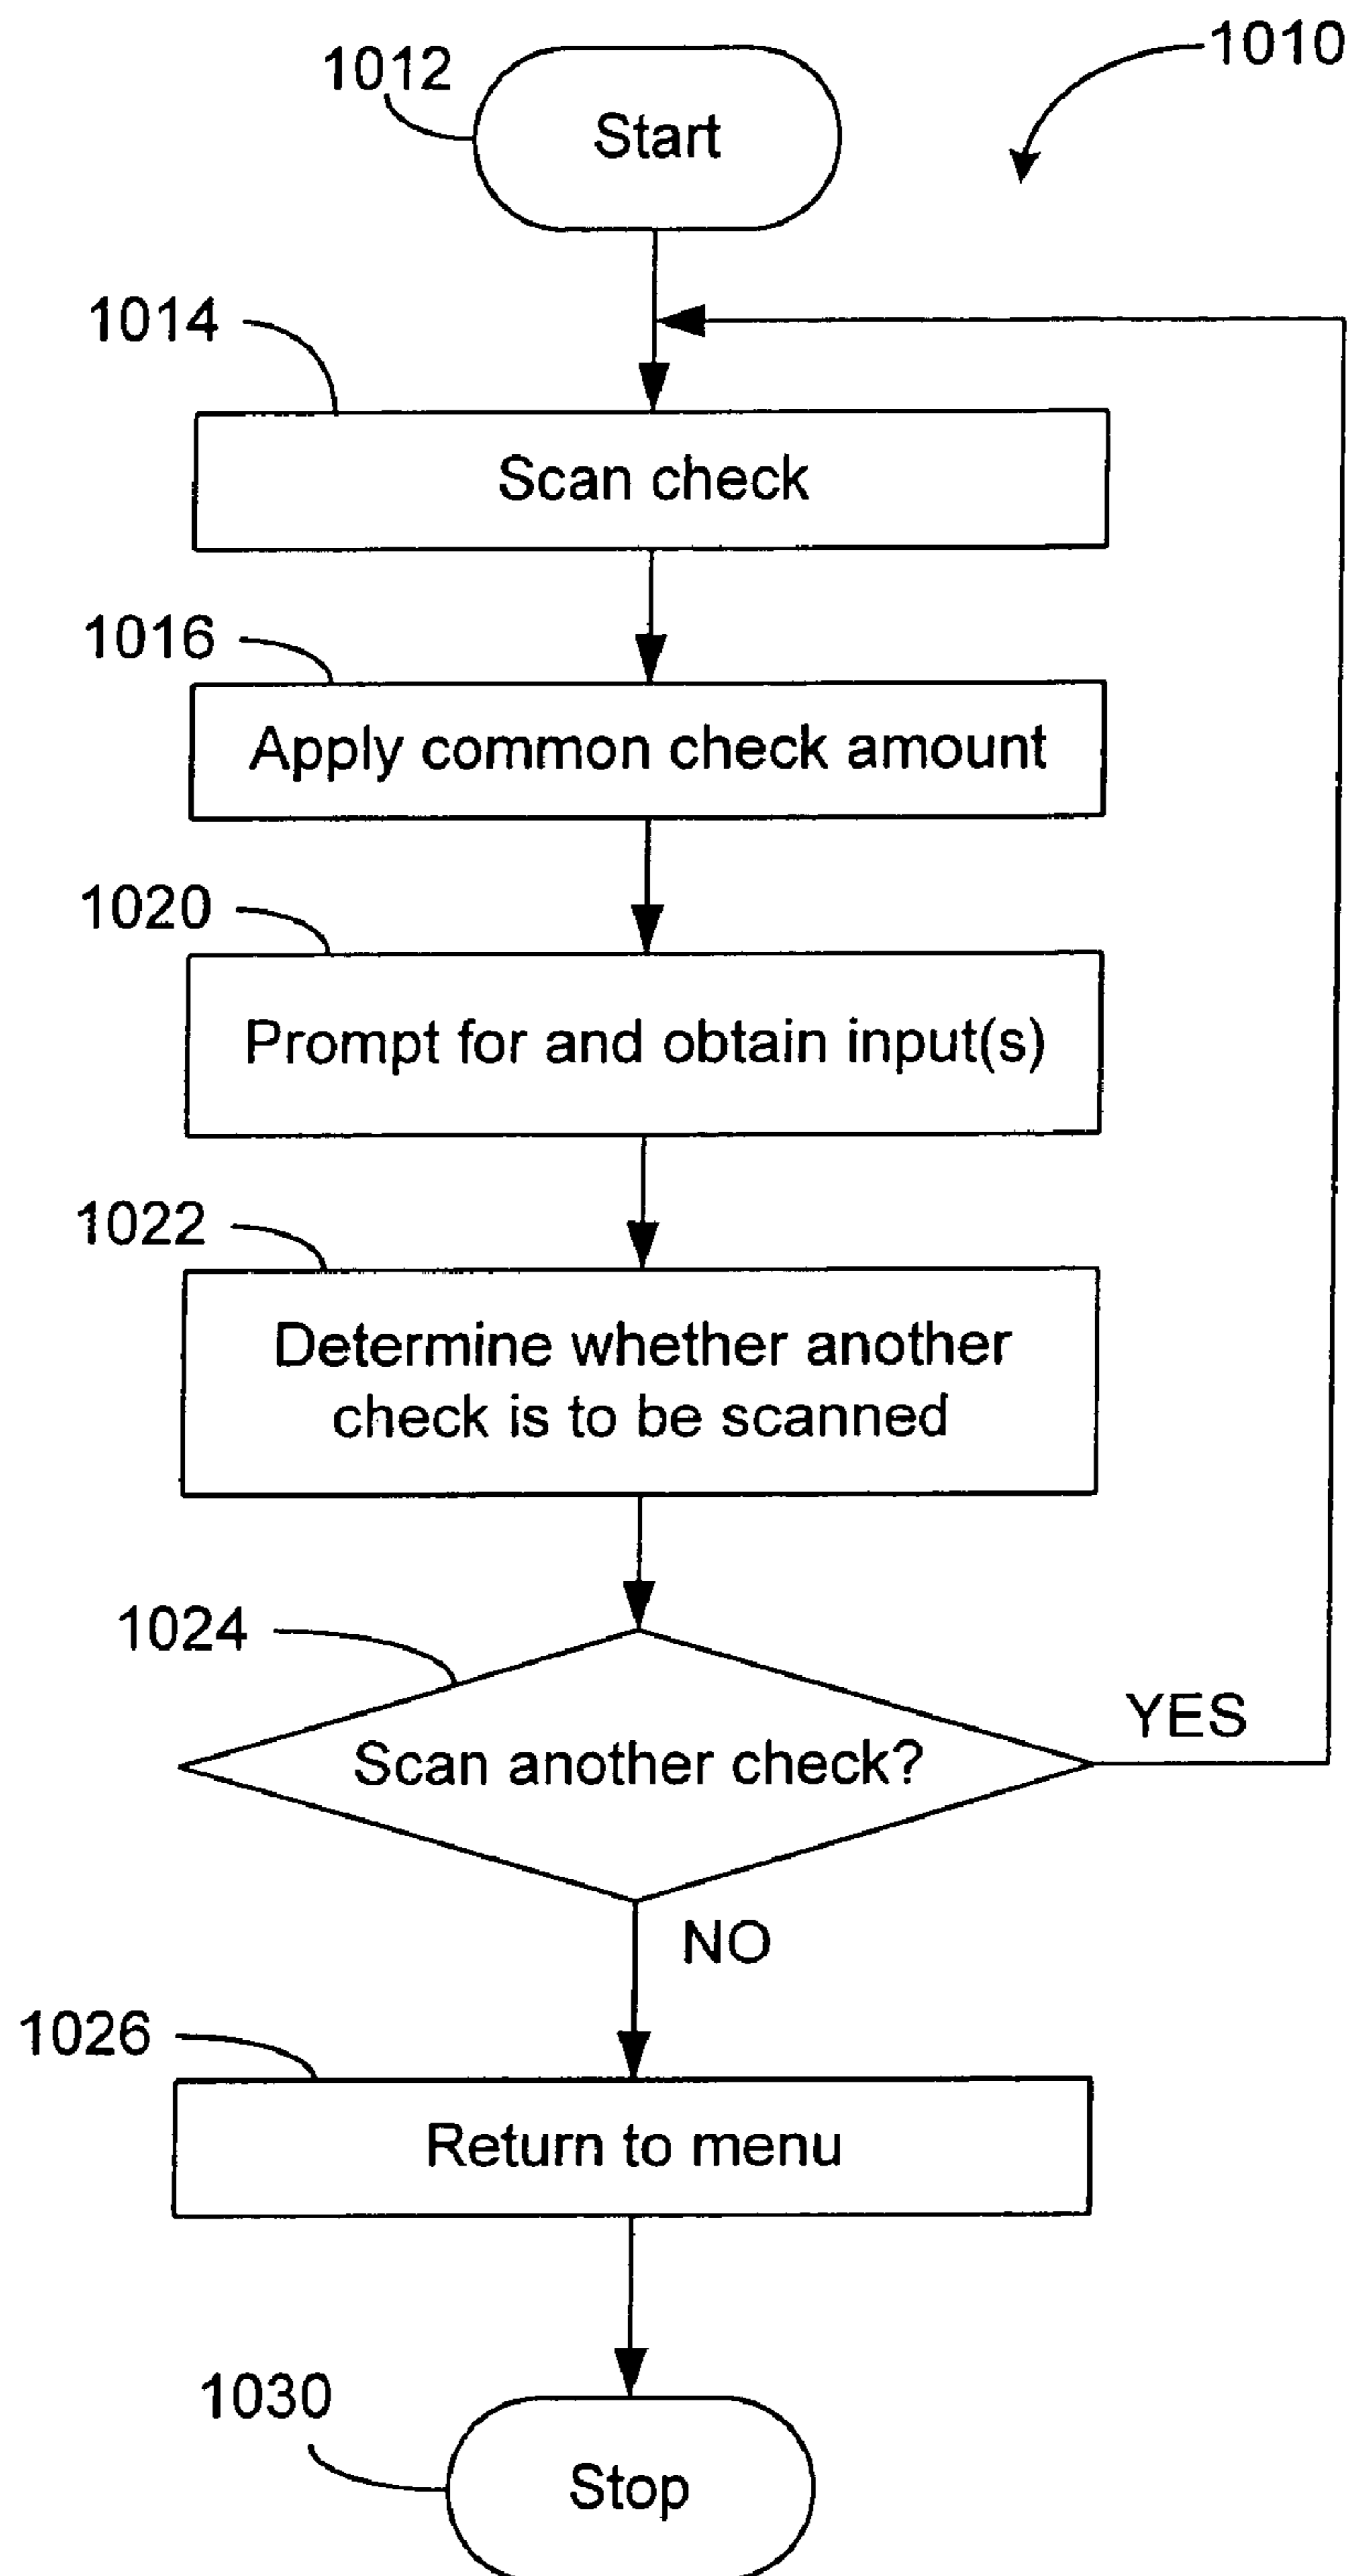 1010
1012
Start
1014
Scan check
1016
Apply common check amount
1020
Prompt for and obtain input(s)
1022
Determine whether another
check is to be scanned
1024
Scan another check?
YES
NO
1026
Return to menu
1030
Stop